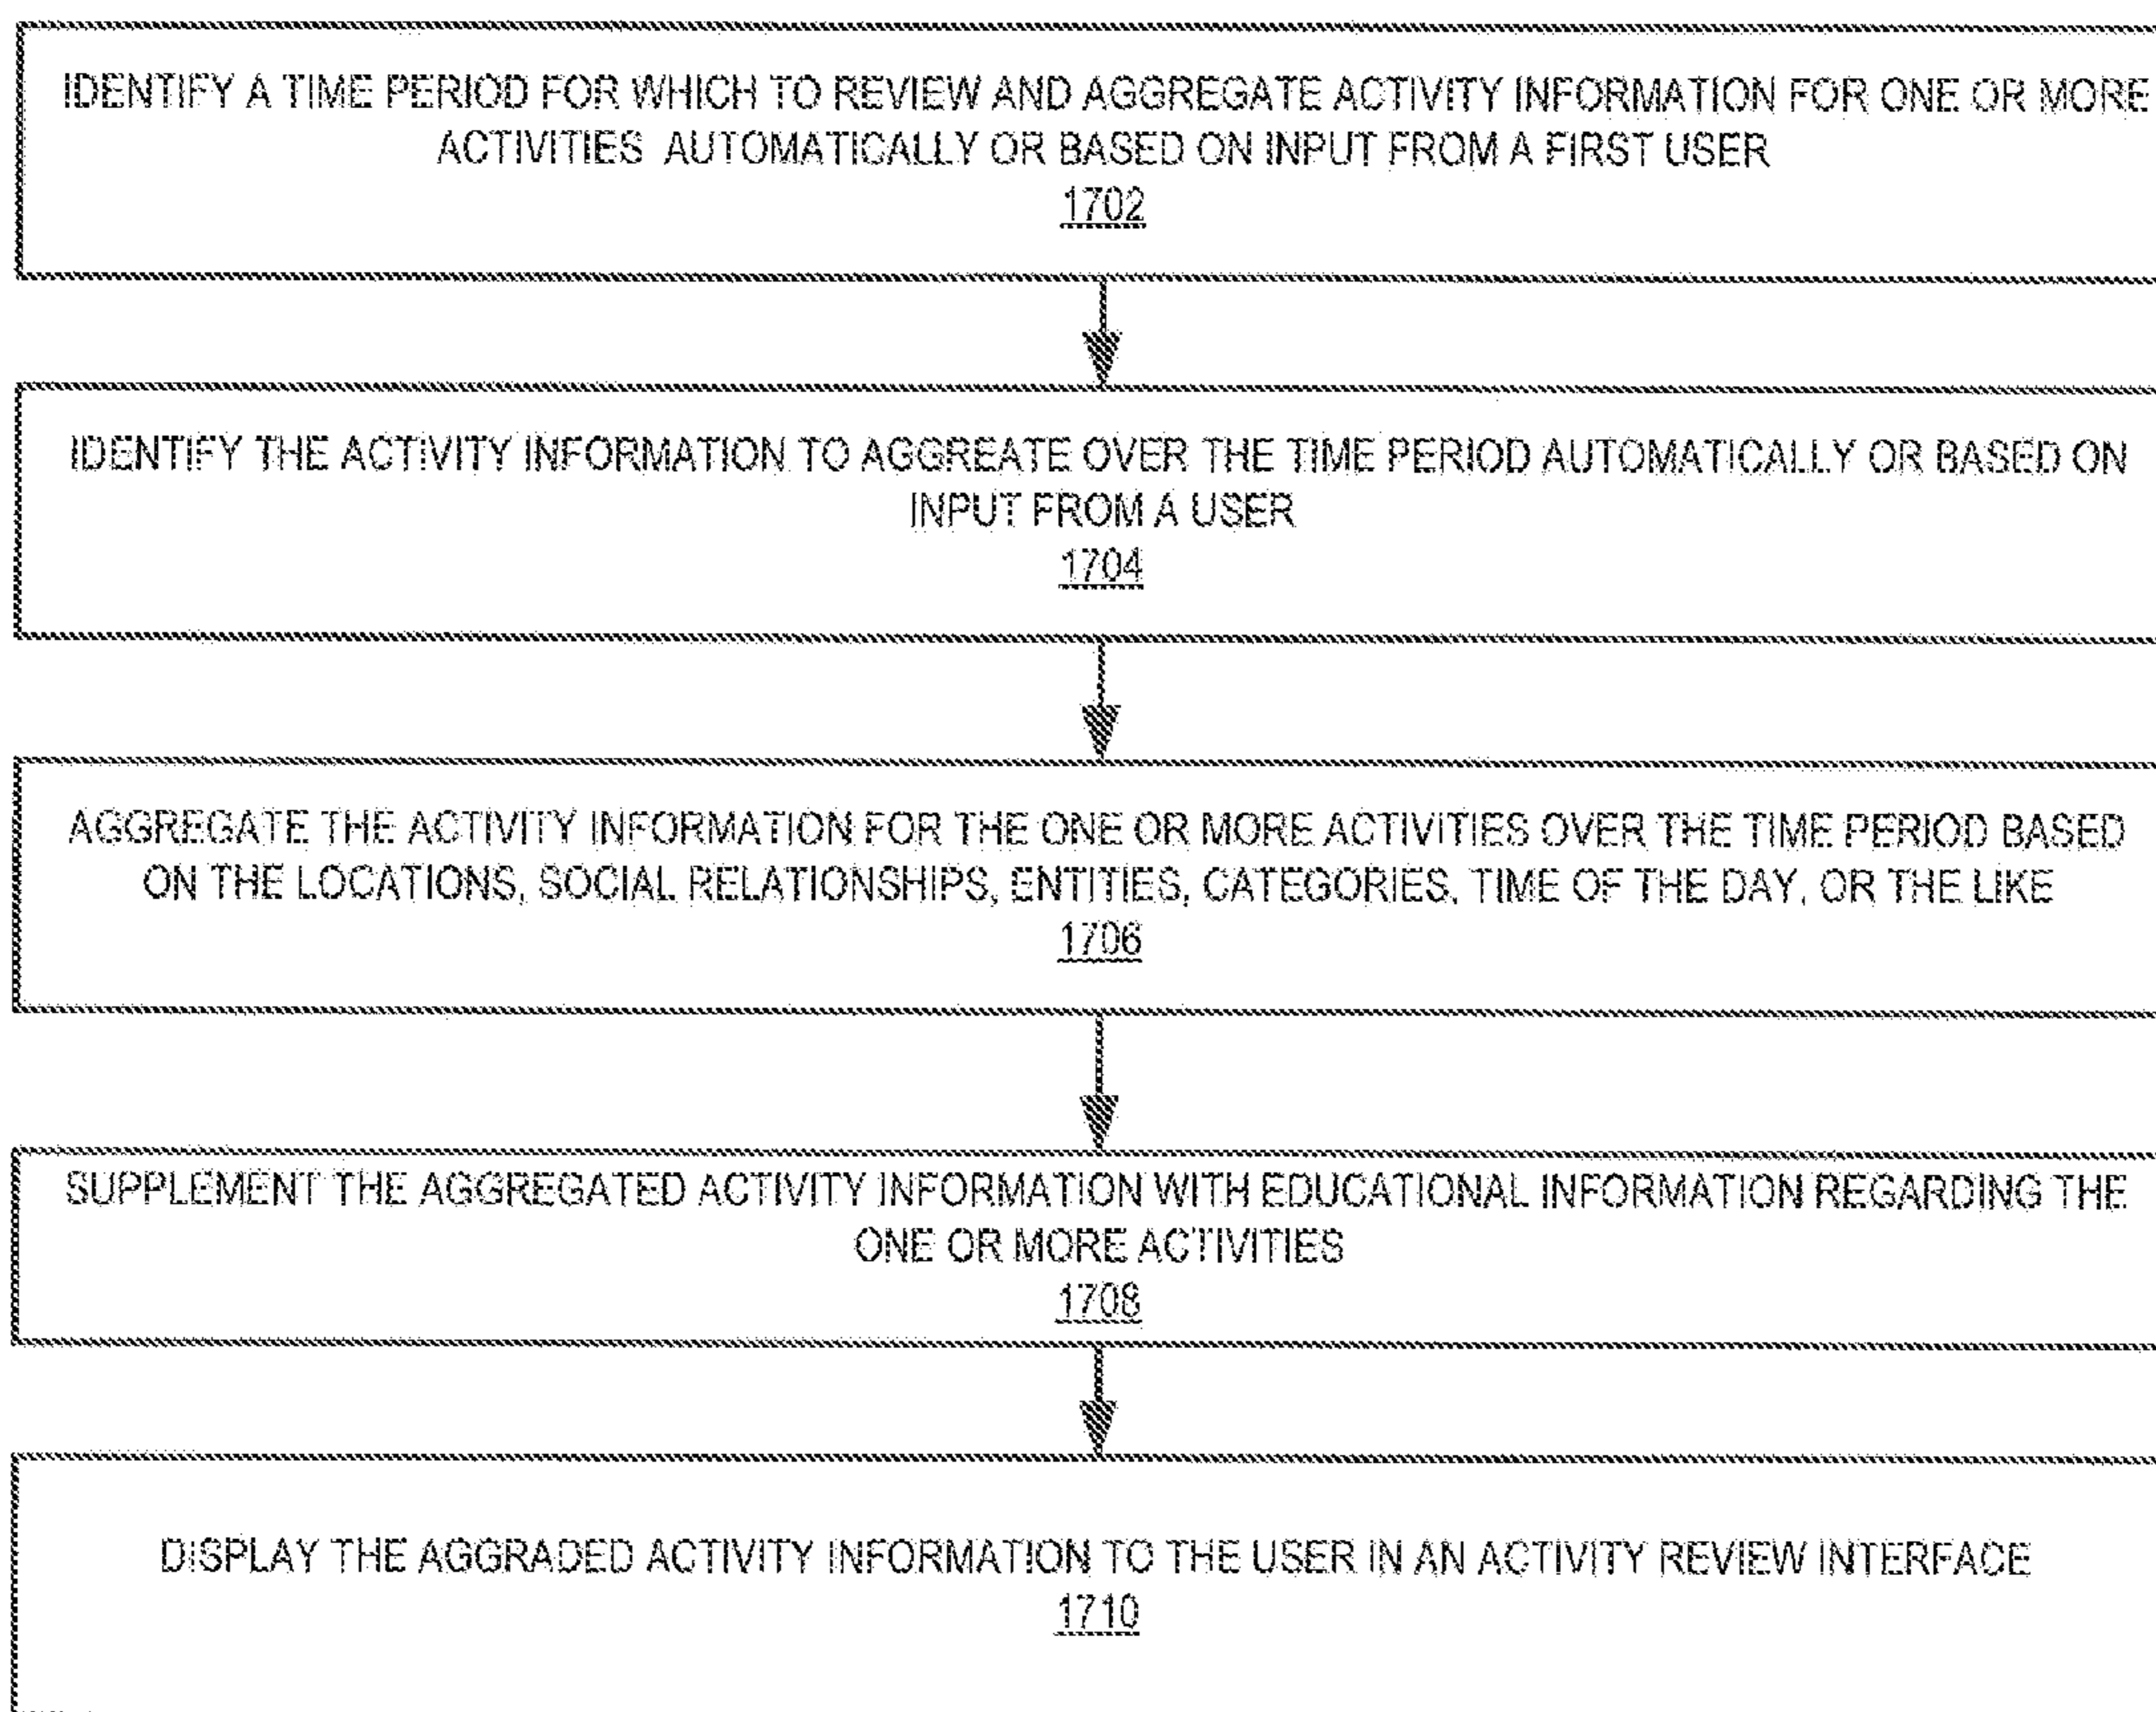 IDENTIFY A TIME PERIOD FOR WHICH TO REVIEW AND AGGREGATE ACTIVITY INFORMATION FOR ONE OR MORE
ACTIVITIES AUTOMATICALLY OR BASED ON INPUT FROM A FIRST USER
1702
IDENTIFY THE ACTIVITY INFORMATION TO AGGREATE OVER THE TIME PERIOD AUTOMATICALLY OR BASED ON
INPUT FROM A USER
1704
AGGREGATE THE ACTIVITY INFORMATION FOR THE ONE OR MORE ACTIVITIES OVER THE TIME PERIOD BASED
ON THE LOCATIONS, SOCIAL RELATIONSHIPS, ENTITIES, CATEGORIES, TIME OF THE DAY, OR THE LIKE
1706
SUPPLEMENT THE AGGREGATED ACTIVITY INFORMATION WITH EDUCATIONAL INFORMATION REGARDING THE
ONE OR MORE ACTIVITIES
1708
DISPLAY THE AGGRADED ACTIVITY INFORMATION TO THE USER IN AN ACTIVITY REVIEW INTERFACE
1710